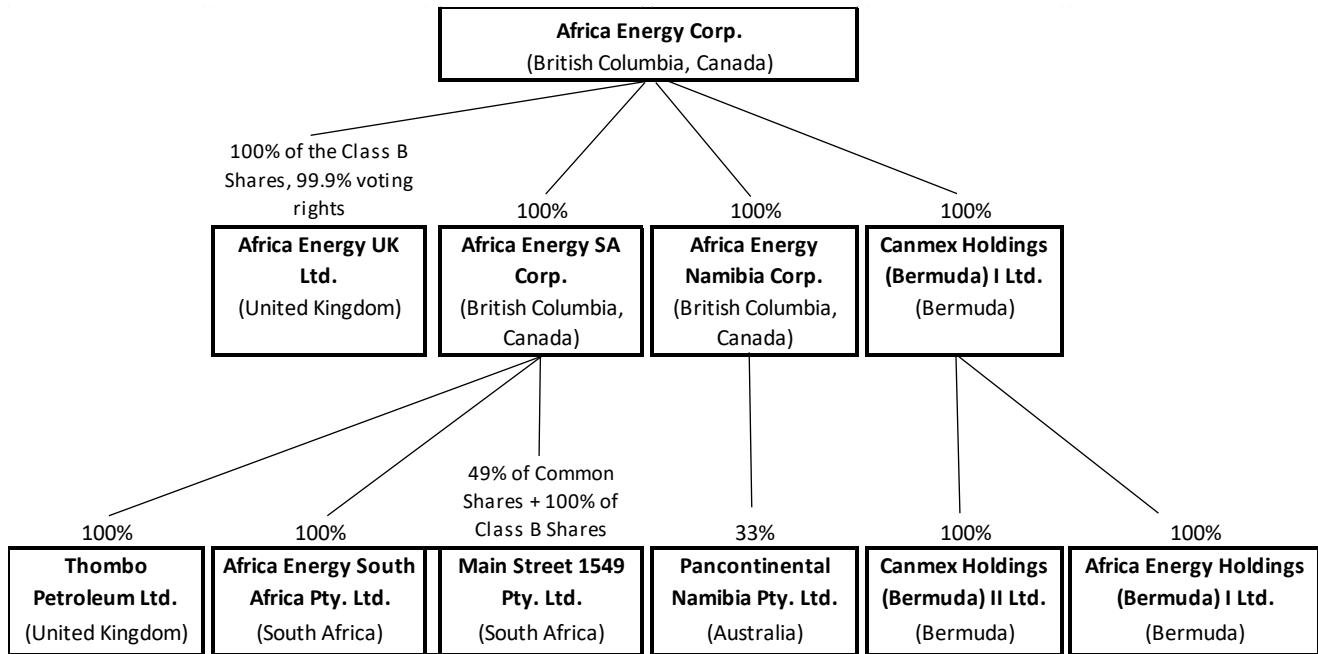 Africa Energy Corp.
(British Columbia, Canada)
100% of the Class B
Shares, 99.9% voting
rights
100%
100%
100%
Africa Energy UK
Ltd.
(United Kingdom)
Africa Energy SA
Corp.
(British Columbia,
Canada)
Africa Energy
Namibia Corp.
(British Columbia,
Canada)
Canmex Holdings
(Bermuda) I Ltd.
(Bermuda)
49% of Common
Shares + 100% of
Class B Shares
100%
100%
33%
100%
100%
Thombo
Petroleum Ltd.
(United Kingdom)
Africa Energy South
Africa Pty. Ltd.
(South Africa)
Main Street 1549
Pty. Ltd.
(South Africa)
Pancontinental
Namibia Pty. Ltd.
(Australia)
Canmex Holdings
(Bermuda) II Ltd.
(Bermuda)
Africa Energy Holdings
(Bermuda) I Ltd.
(Bermuda)